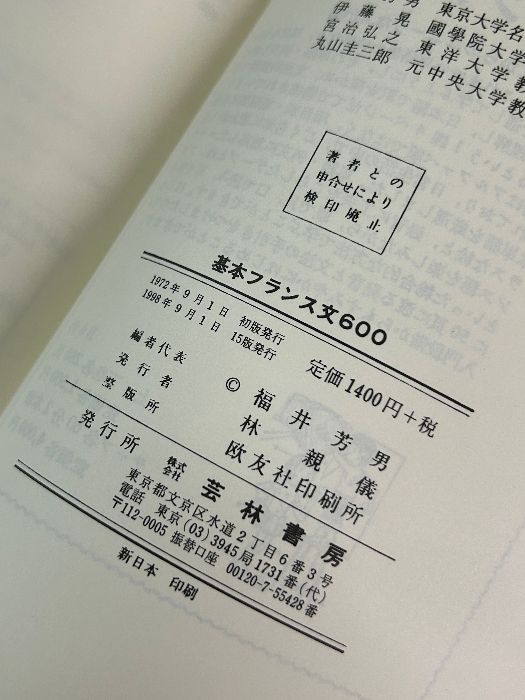 男 東京大学名
伊藤 晃 國學院大学
宮治弘之 東洋大学教
丸山圭三郎 元中央大学教
著者との
申合せにより
検印廃止
基本フランス文600
1972年9月1日 初版発行
1998年9月1日 15版発行
定価1400円+税
編者代表 © 福井芳男
発行者 林 親儀
整版所 欧友社印刷所
発行所 株式会社 芸林書房
東京都文京区水道2丁目6番3号
電話 東京(03)3945局1731番(代)
〒112-0005 振替口座 00120-7-55428番
新日本 印刷